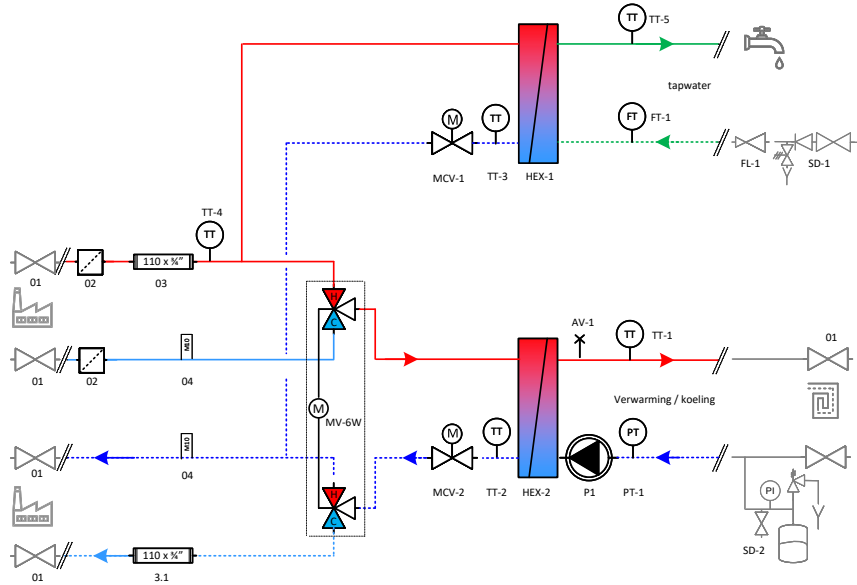 TT
TT-5
tapwater
M
TT
FT
FT-1
MCV-1
TT-3
HEX-1
FL-1
SD-1
TT-4
TT
110 x ¾”
01
02
03
H
C
M10
01
02
04
AV-1
TT
TT-1
01
M
MV-6W
Verwarming / koeling
M10
M
TT
PT
01
04
MCV-2
TT-2
HEX-2
P1
PT-1
PI
H
C
SD-2
110 x ¾”
01
3.1